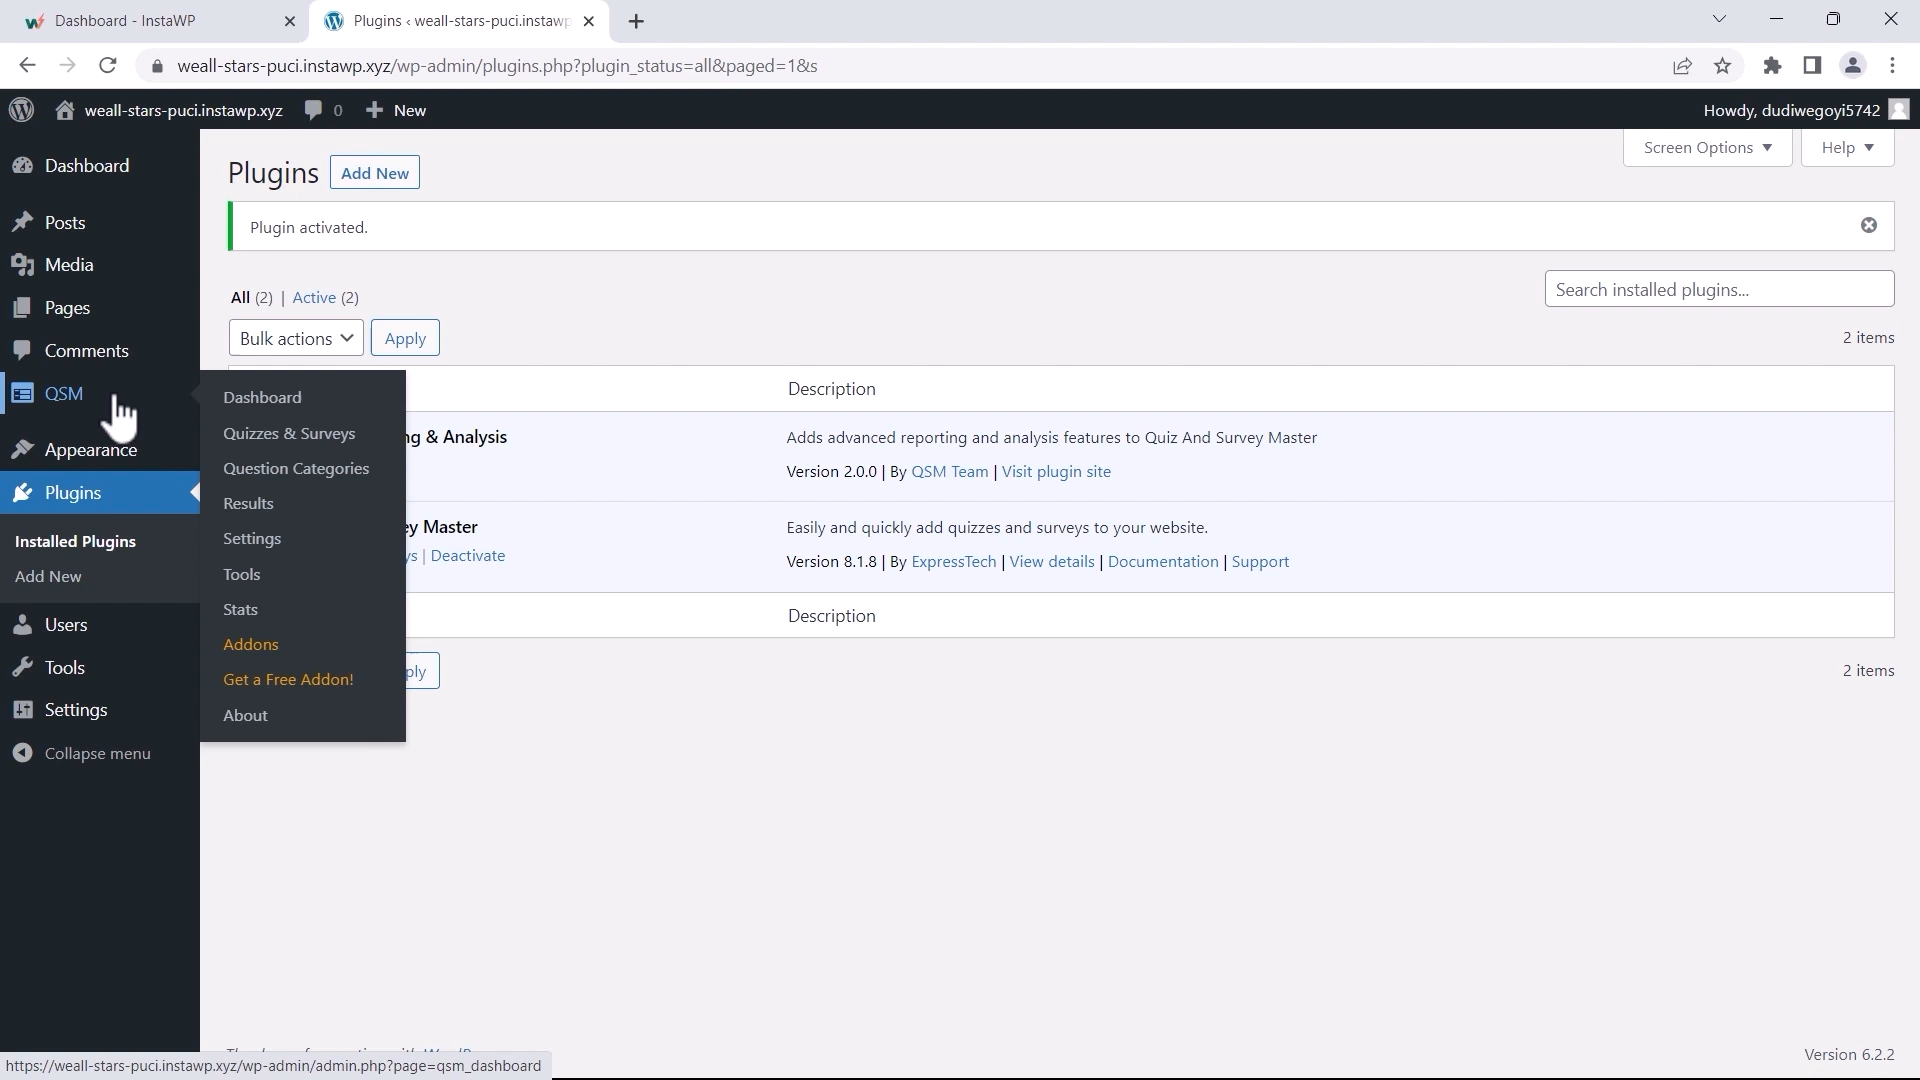 Dashboard - InstaWP
Plugins ‹ weall-stars-puci.instawp
weall-stars-puci.instawp.xyz/wp-admin/plugins.php?plugin_status=all&paged=1&s
weall-stars-puci.instawp.xyz 0 New
Howdy, dudiwegoyi5742
Dashboard
Posts
Media
Pages
Comments
QSM
Appearance
Plugins
Installed Plugins
Add New
Users
Tools
Settings
Collapse menu
Dashboard
Quizzes & Surveys
Question Categories
Results
Settings
Tools
Stats
Addons
Get a Free Addon!
About
Screen Options
Help
Plugins Add New
Plugin activated.
All (2) | Active (2)
Search installed plugins...
Bulk actions Apply
2 items
Description
ng & Analysis
Adds advanced reporting and analysis features to Quiz And Survey Master
Version 2.0.0 | By QSM Team | Visit plugin site
ey Master
Easily and quickly add quizzes and surveys to your website.
ys | Deactivate
Version 8.1.8 | By ExpressTech | View details | Documentation | Support
Description
ply
2 items
https://weall-stars-puci.instawp.xyz/wp-admin/admin.php?page=qsm_dashboard
Version 6.2.2